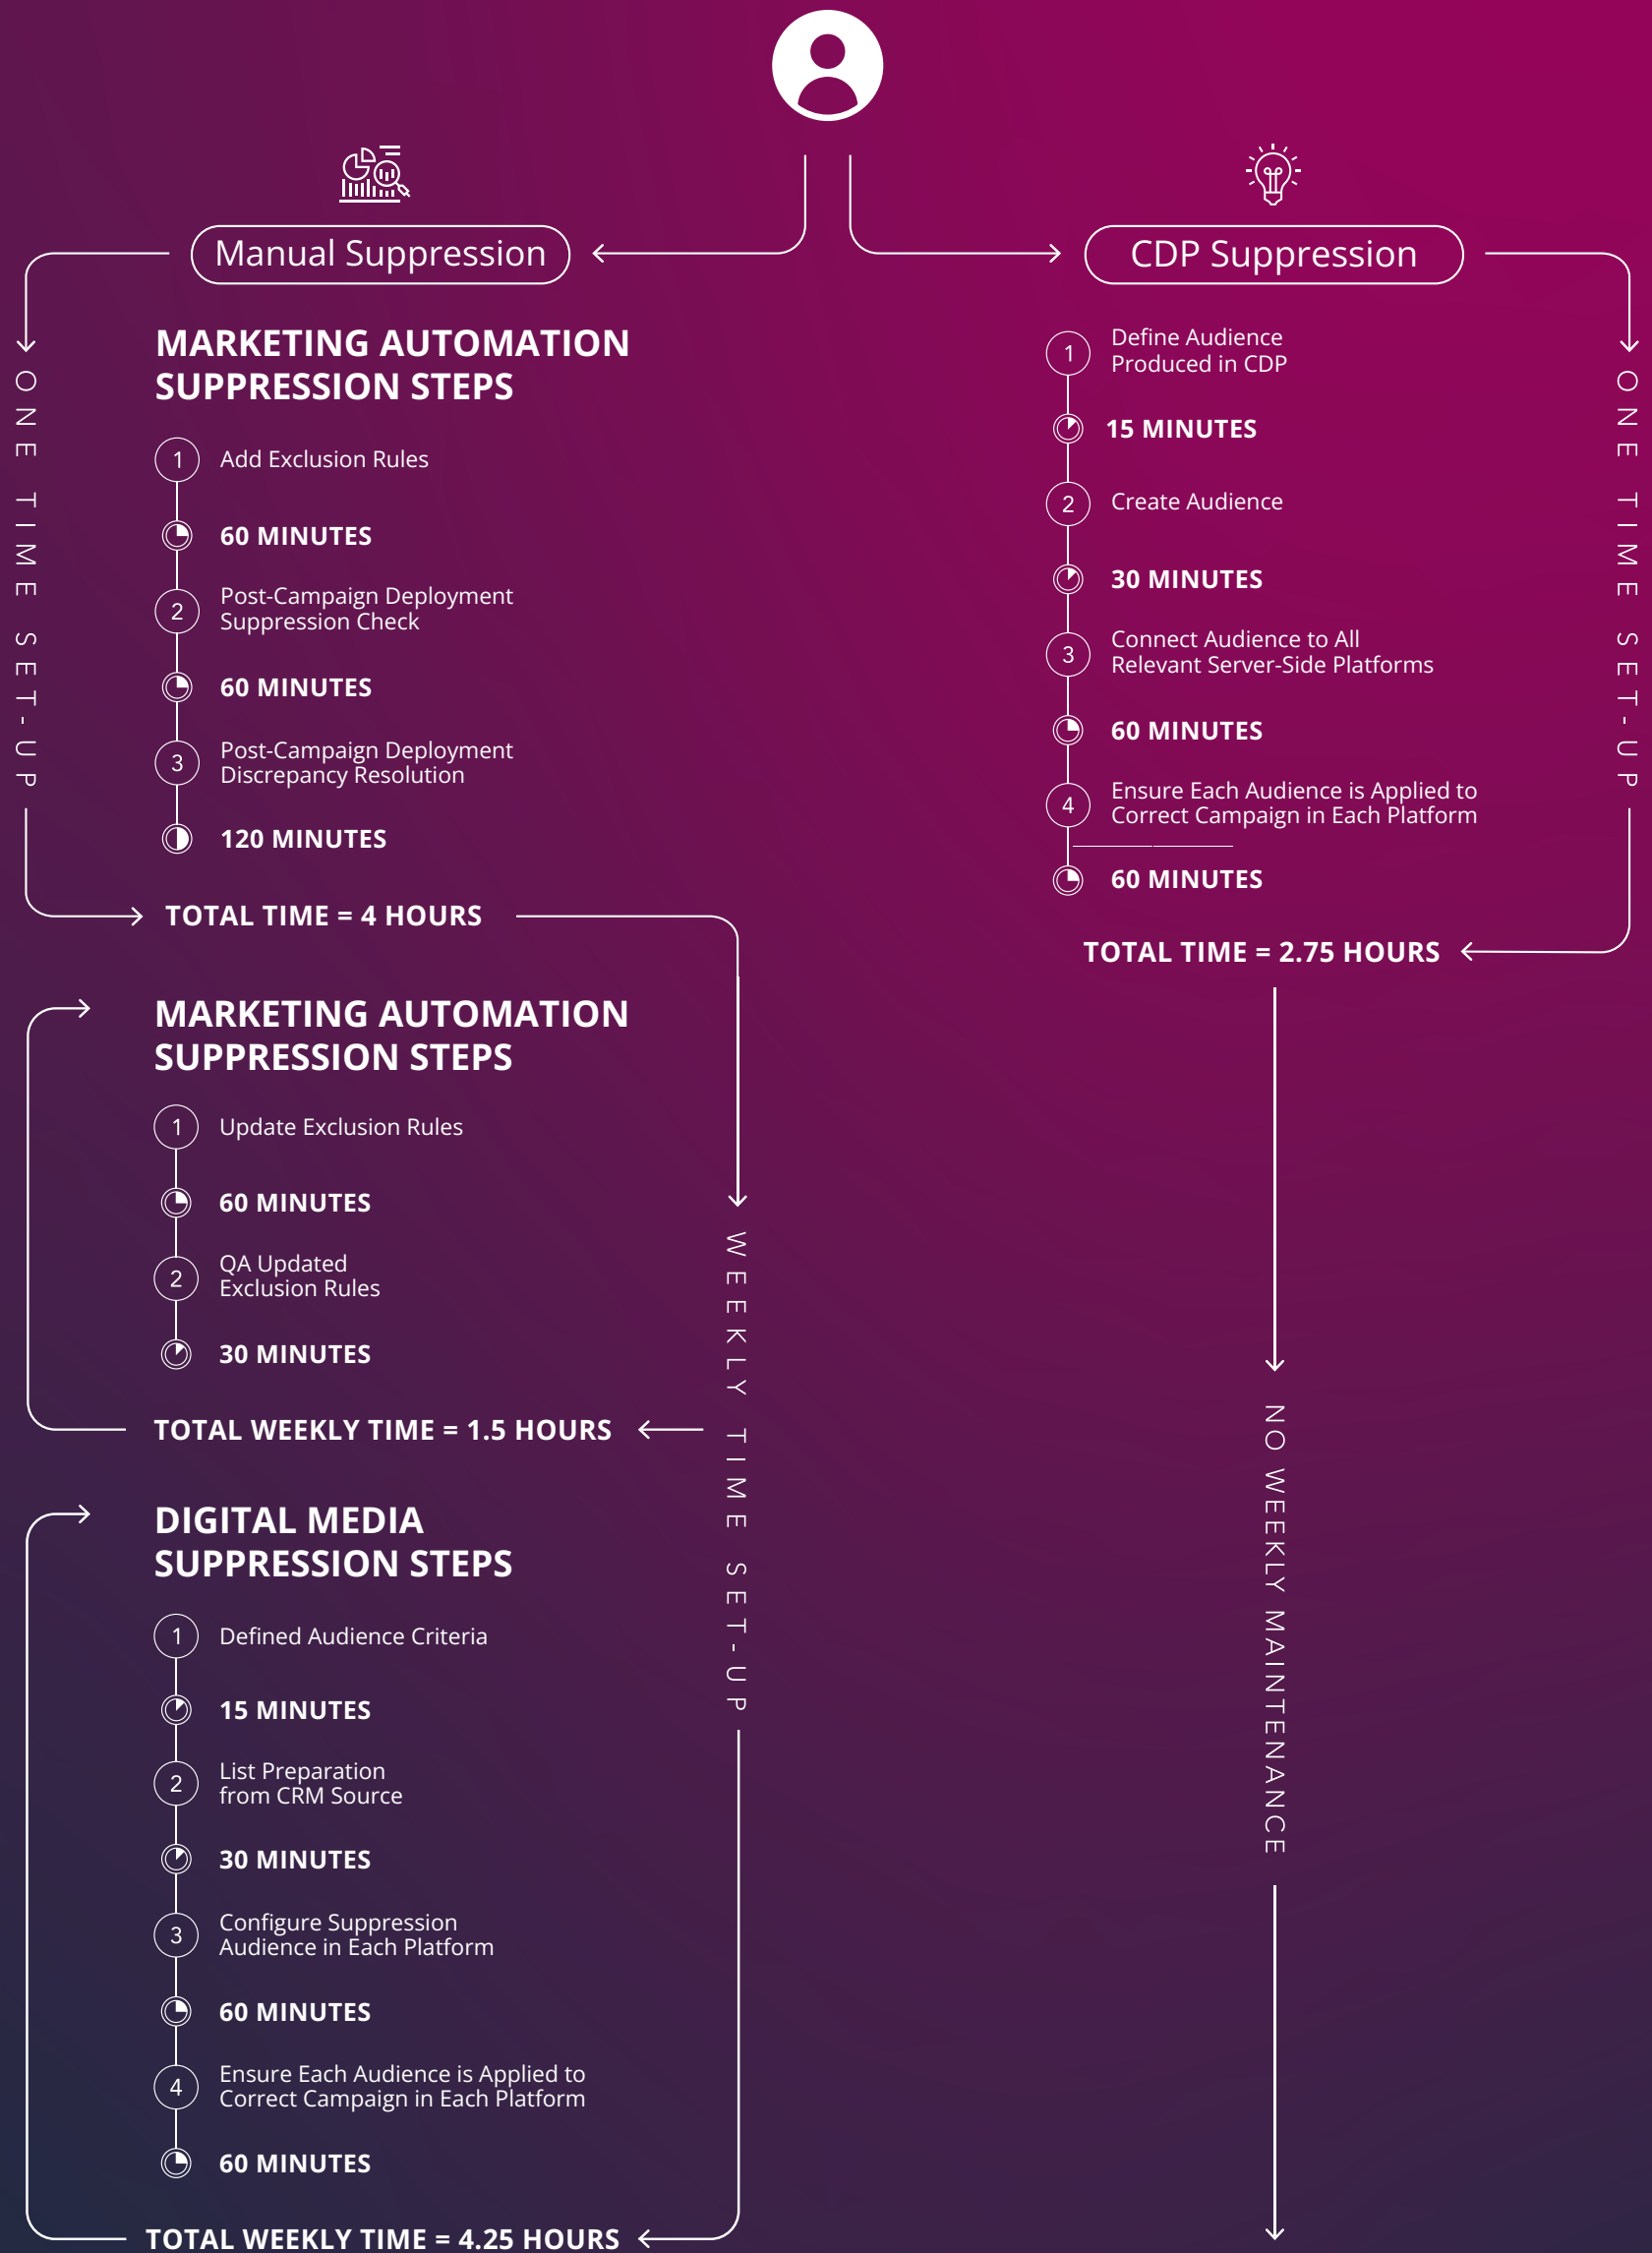 Manual Suppression
ONE TIME SET-UP
MARKETING AUTOMATION
SUPPRESSION STEPS
1
Add Exclusion Rules
60 MINUTES
2
Post-Campaign Deployment
Suppression Check
60 MINUTES
3
Post-Campaign Deployment
Discrepancy Resolution
120 MINUTES
TOTAL TIME = 4 HOURS
WEEKLY TIME SET-UP
MARKETING AUTOMATION
SUPPRESSION STEPS
1
Update Exclusion Rules
60 MINUTES
2
QA Updated
Exclusion Rules
30 MINUTES
TOTAL WEEKLY TIME = 1.5 HOURS
DIGITAL MEDIA
SUPPRESSION STEPS
1
Defined Audience Criteria
15 MINUTES
2
List Preparation
from CRM Source
30 MINUTES
3
Configure Suppression
Audience in Each Platform
60 MINUTES
4
Ensure Each Audience is Applied to
Correct Campaign in Each Platform
60 MINUTES
TOTAL WEEKLY TIME = 4.25 HOURS
CDP Suppression
ONE TIME SET-UP
1
Define Audience
Produced in CDP
15 MINUTES
2
Create Audience
30 MINUTES
3
Connect Audience to All
Relevant Server-Side Platforms
60 MINUTES
4
Ensure Each Audience is Applied to
Correct Campaign in Each Platform
60 MINUTES
TOTAL TIME = 2.75 HOURS
NO WEEKLY MAINTENANCE